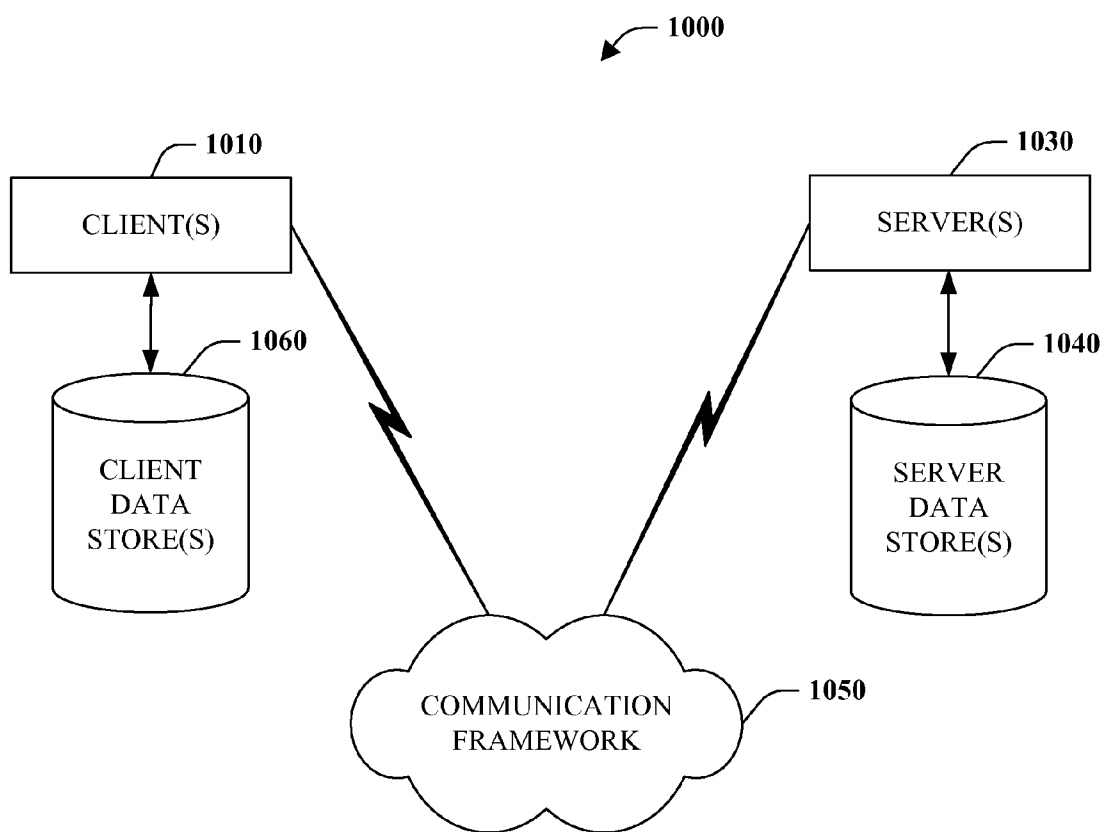 1000
1010
1030
CLIENT(S)
SERVER(S)
1060
1040
CLIENT
DATA
STORE(S)
SERVER
DATA
STORE(S)
COMMUNICATION
FRAMEWORK
1050